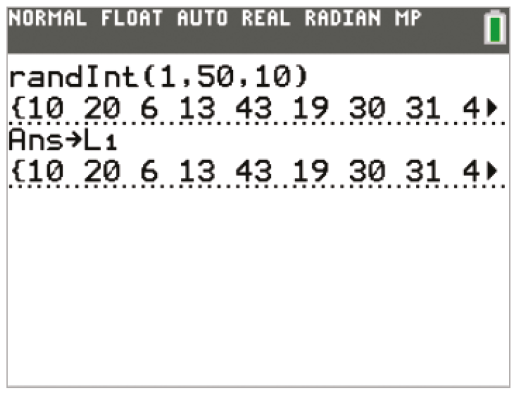 NORMAL FLOAT AUTO REAL RADIAN MP
randInt(1,50,10)
{10 20 6 13 43 19 30 31 4▶
Ans→L₁
{10 20 6 13 43 19 30 31 4▶